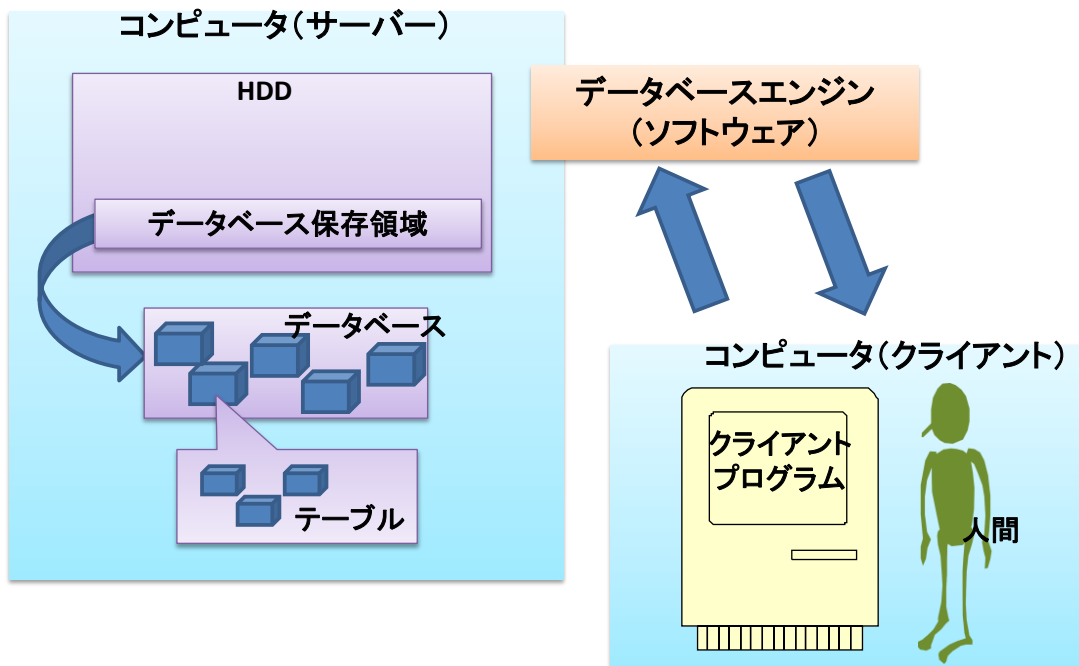 コンピュータ(サーバー)
HDD
データベース保存領域
データベース
テーブル
データベースエンジン
(ソフトウェア)
コンピュータ(クライアント)
クライアント
プログラム
人間